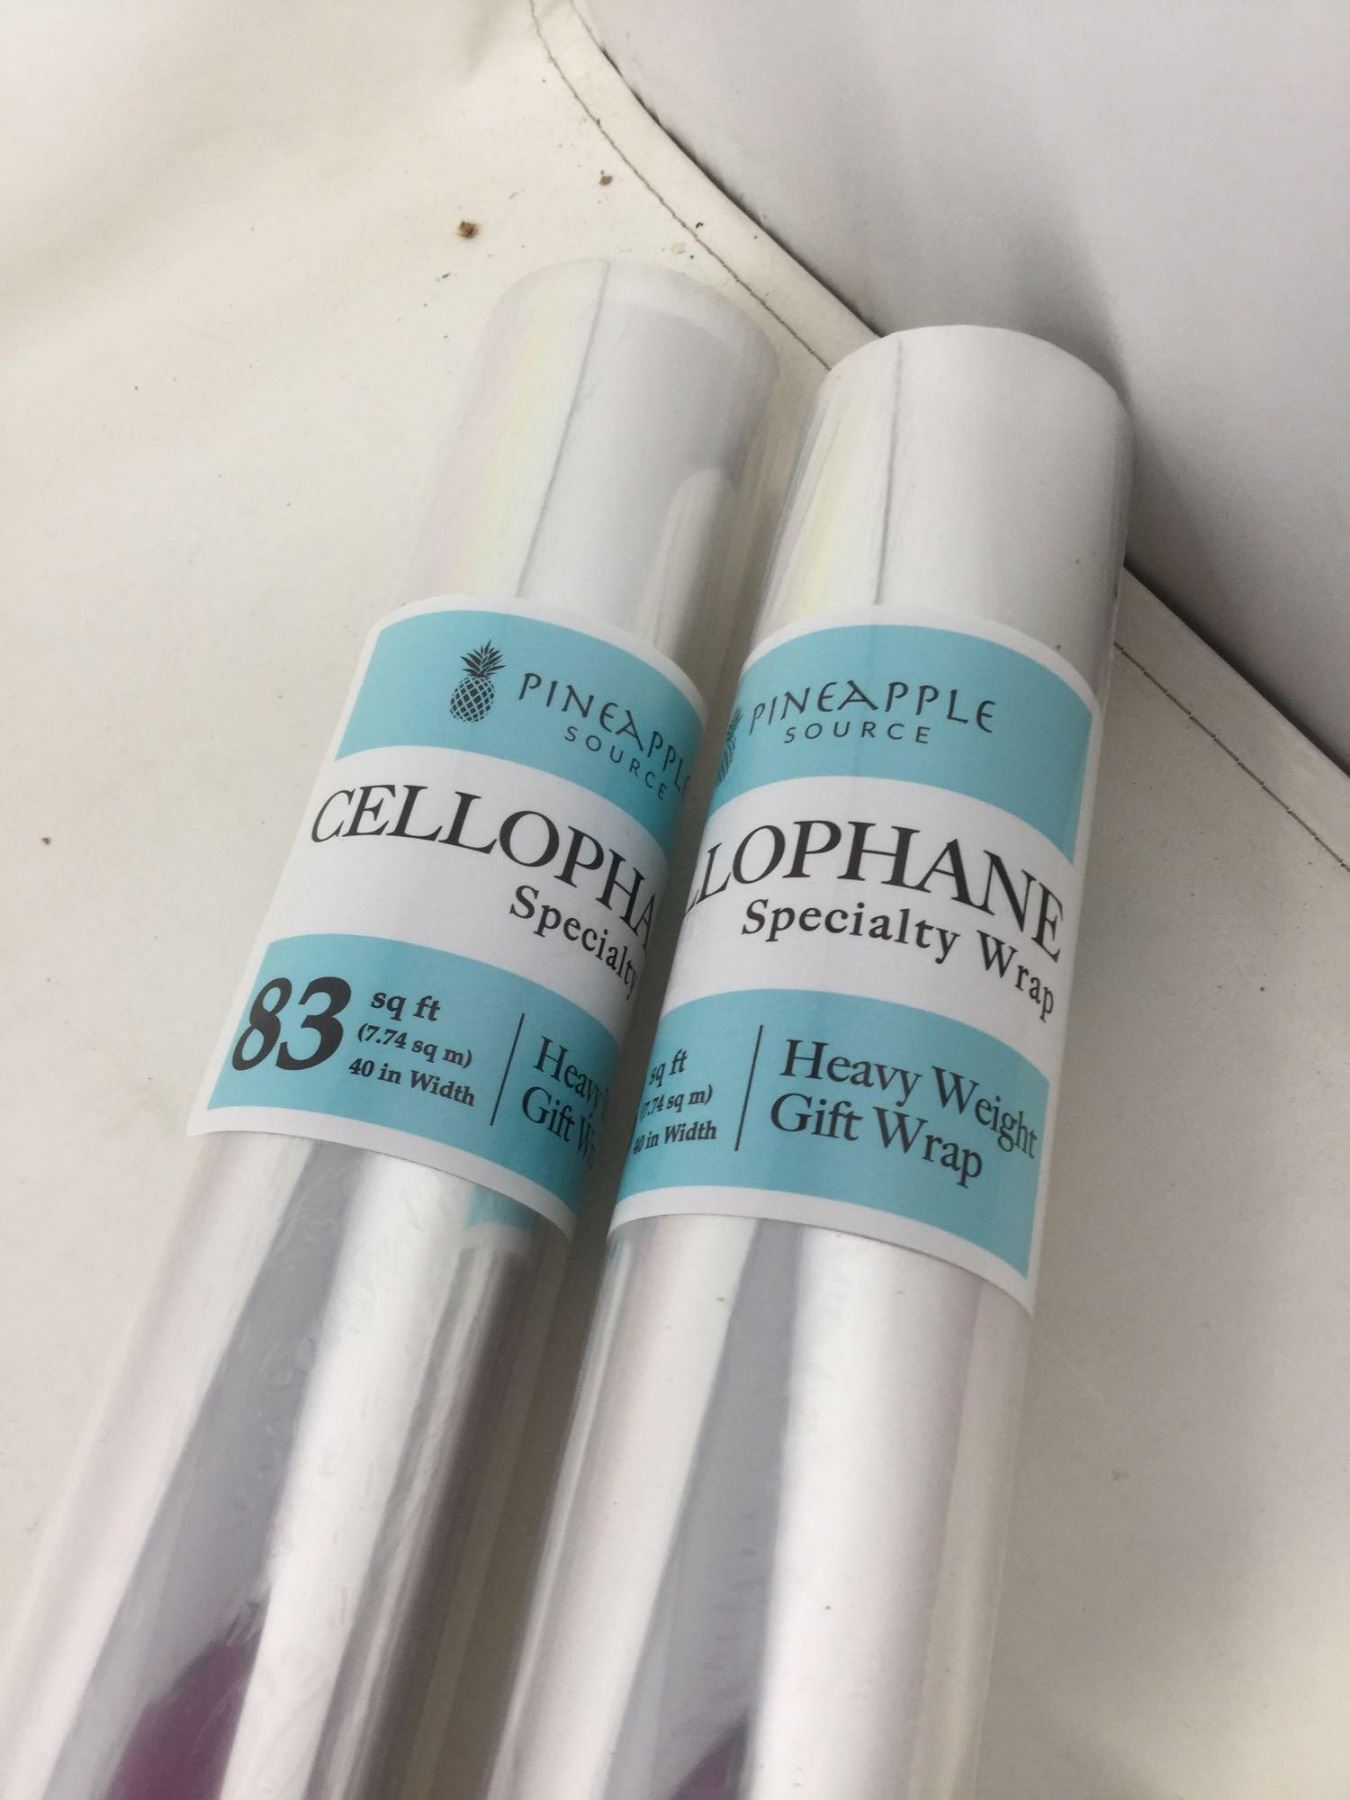 PINEAPPLE
SOURCE
CELLOPHA
Specialty
83 sq ft
(7.74 sq m)
40 in Width
Heavy
Gift
PINEAPPLE
SOURCE
LLOPHANE
Specialty Wrap
sq ft
7.74 sq m)
40 in Width
Heavy Weight
Gift Wrap